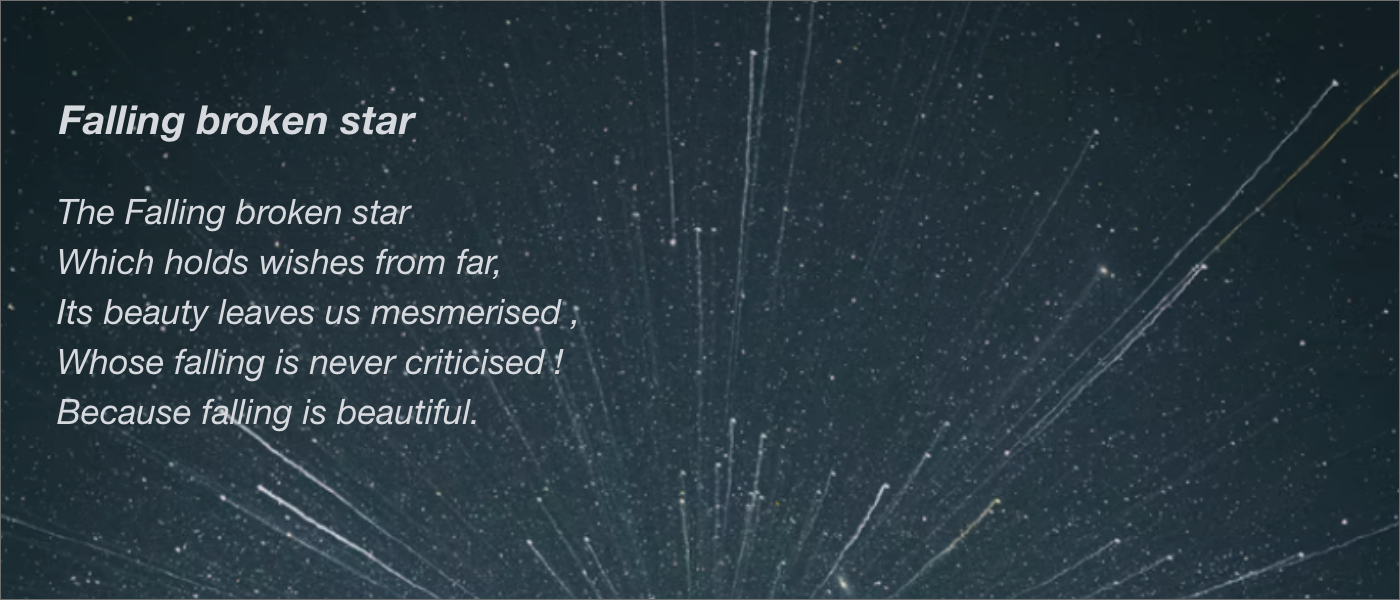 Falling broken star
The Falling broken star
Which holds wishes from far,
Its beauty leaves us mesmerised ,
Whose falling is never criticised !
Because falling is beautiful.